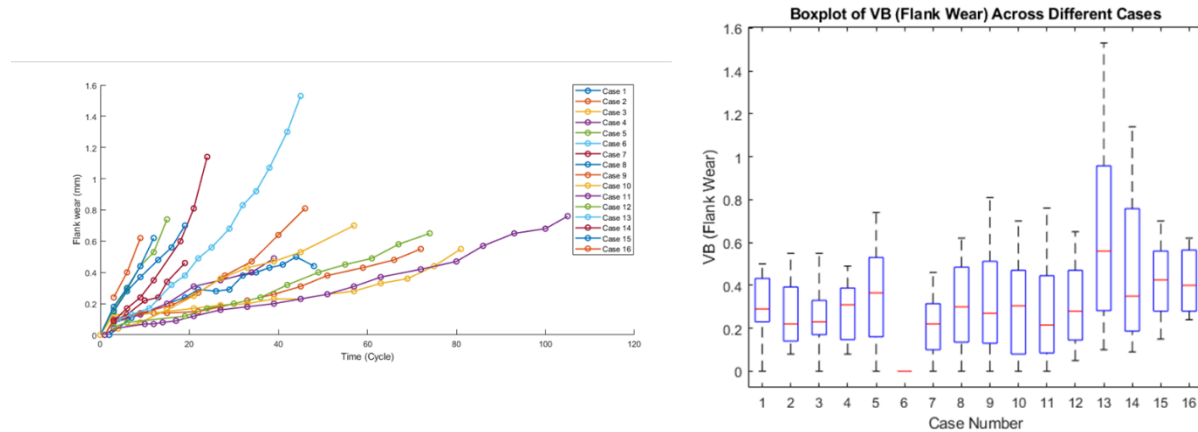 1.6
1.4
1.2
1
0.8
0.6
0.4
0.2
0
Flank wear (mm)
0 20 40 60 80 100 120
Time (Cycle)
Case 1
Case 2
Case 3
Case 4
Case 5
Case 6
Case 7
Case 8
Case 9
Case 10
Case 11
Case 12
Case 13
Case 14
Case 15
Case 16
Boxplot of VB (Flank Wear) Across Different Cases
1.6
1.4
1.2
1
0.8
0.6
0.4
0.2
0
VB (Flank Wear)
1 2 3 4 5 6 7 8 9 10 11 12 13 14 15 16
Case Number